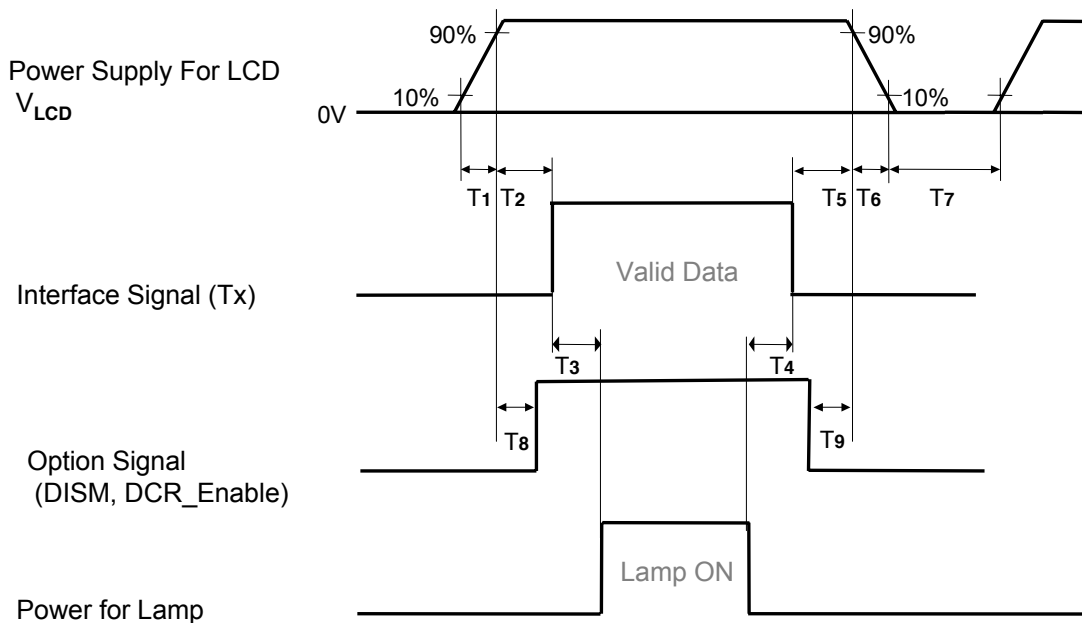 90%
90%
Power Supply For LCD
VLCD
10%
10%
0V
T1 T2
T5 T6 T7
Valid Data
Interface Signal (Tx)
T3
T4
T8
T9
Option Signal
(DISM, DCR_Enable)
Lamp ON
Power for Lamp